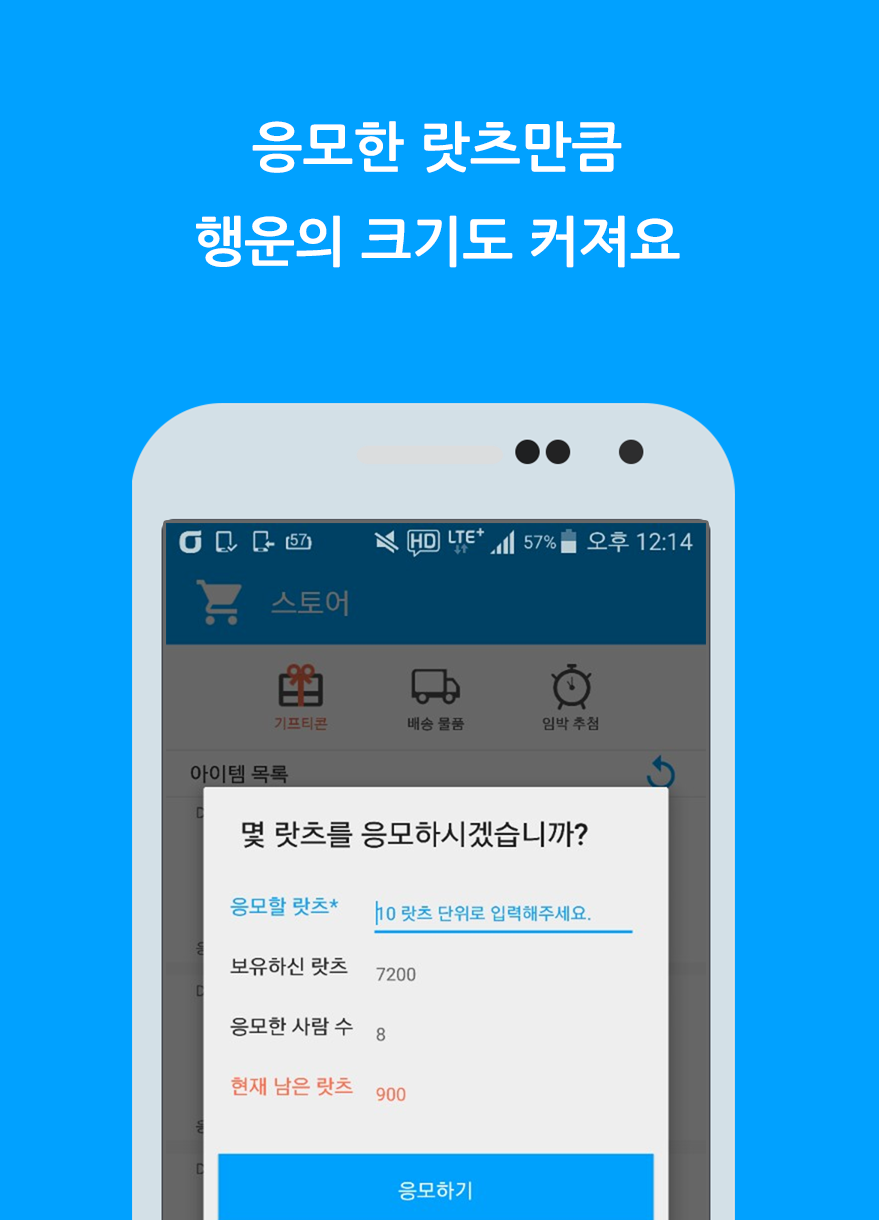 응모한 랏츠만큼
행운의 크기도 커져요
57 HD LTE+ 57% 오후 12:14
스토어
기프티콘 배송 물품 임박 추첨
아이템 목록
몇 랏츠를 응모하시겠습니까?
응모할 랏츠* 10 랏츠 단위로 입력해주세요.
보유하신 랏츠 7200
응모한 사람 수 8
현재 남은 랏츠 900
응모하기